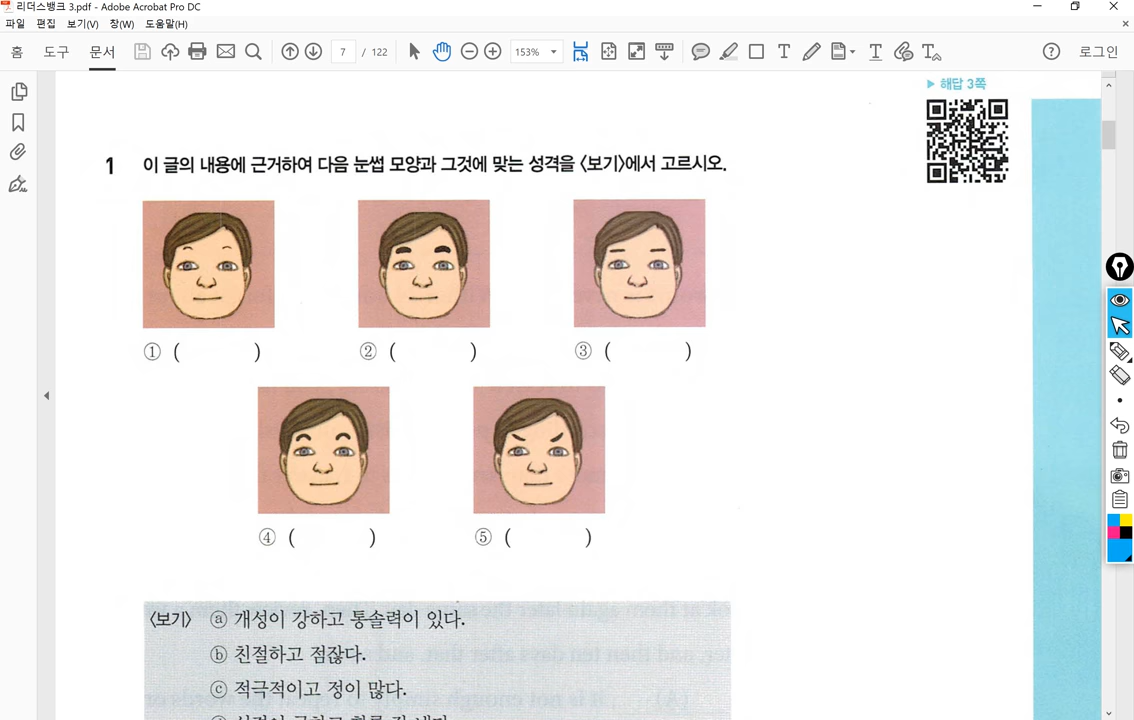 리더스뱅크 3.pdf - Adobe Acrobat Pro DC
파일 편집 보기(V) 창(W) 도움말(H)
홈 도구 문서 7 / 122 153% 로그인
▶ 해답 3쪽
1 이 글의 내용에 근거하여 다음 눈썹 모양과 그것에 맞는 성격을 〈보기〉에서 고르시오.
① ( ) ② ( ) ③ ( )
④ ( ) ⑤ ( )
〈보기〉 ⓐ 개성이 강하고 통솔력이 있다.
ⓑ 친절하고 점잖다.
ⓒ 적극적이고 정이 많다.